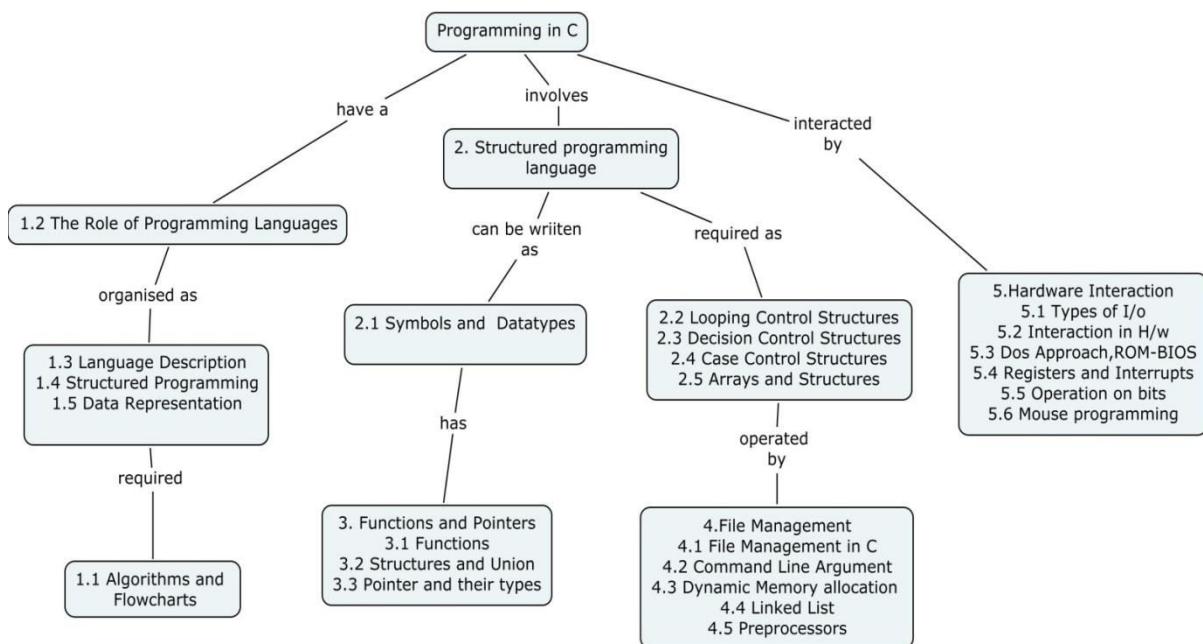 Programming in C
have a
involves
interacted
by
2. Structured programming
language
1.2 The Role of Programming Languages
can be wriiten
as
required as
organised as
2.1 Symbols and Datatypes
2.2 Looping Control Structures
2.3 Decision Control Structures
2.4 Case Control Structures
2.5 Arrays and Structures
5.Hardware Interaction
5.1 Types of I/o
5.2 Interaction in H/w
5.3 Dos Approach,ROM-BIOS
5.4 Registers and Interrupts
5.5 Operation on bits
5.6 Mouse programming
1.3 Language Description
1.4 Structured Programming
1.5 Data Representation
has
operated
by
required
3. Functions and Pointers
3.1 Functions
3.2 Structures and Union
3.3 Pointer and their types
4.File Management
4.1 File Management in C
4.2 Command Line Argument
4.3 Dynamic Memory allocation
4.4 Linked List
4.5 Preprocessors
1.1 Algorithms and
Flowcharts